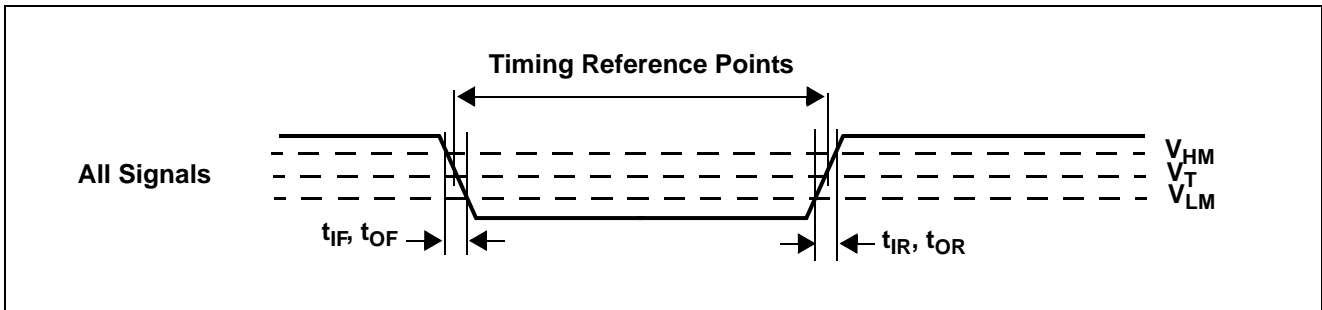 Timing Reference Points
All Signals
VHM
VT
VLM
tIF, tOF
tIR, tOR